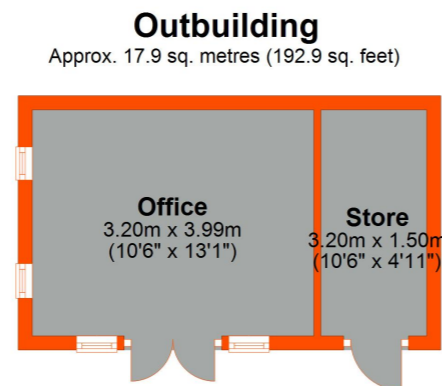 Outbuilding
Approx. 17.9 sq. metres (192.9 sq. feet)
Office
3.20m x 3.99m
(10'6" x 13'1")
Store
3.20m x 1.50m
(10'6" x 4'11")